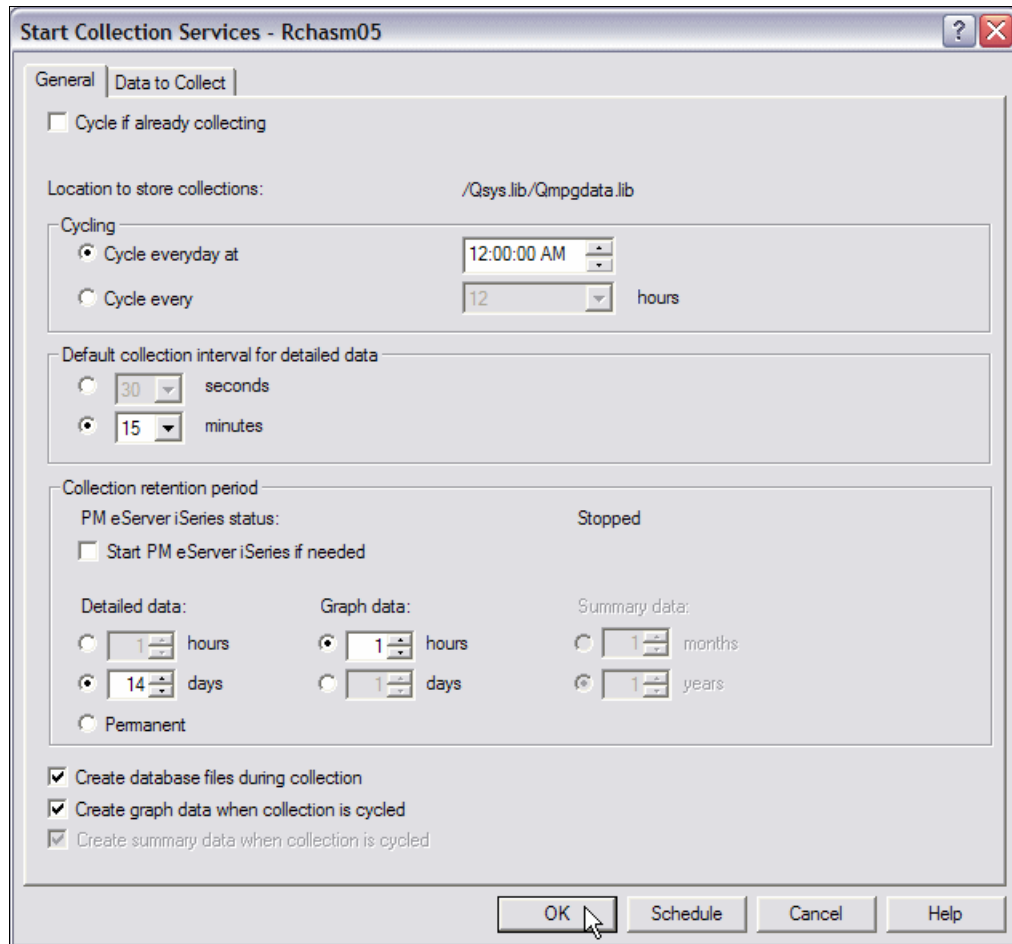 Start Collection Services - Rchasm05
General
Data to Collect
Cycle if already collecting
Location to store collections: /Qsys.lib/Qmpgdata.lib
Cycling
Cycle everyday at 12:00:00 AM
Cycle every 12 hours
Default collection interval for detailed data
30 seconds
15 minutes
Collection retention period
PM eServer iSeries status: Stopped
Start PM eServer iSeries if needed
Detailed data: Graph data: Summary data:
1 hours 1 hours 1 months
14 days 1 days 1 years
Permanent
Create database files during collection
Create graph data when collection is cycled
Create summary data when collection is cycled
OK Schedule Cancel Help